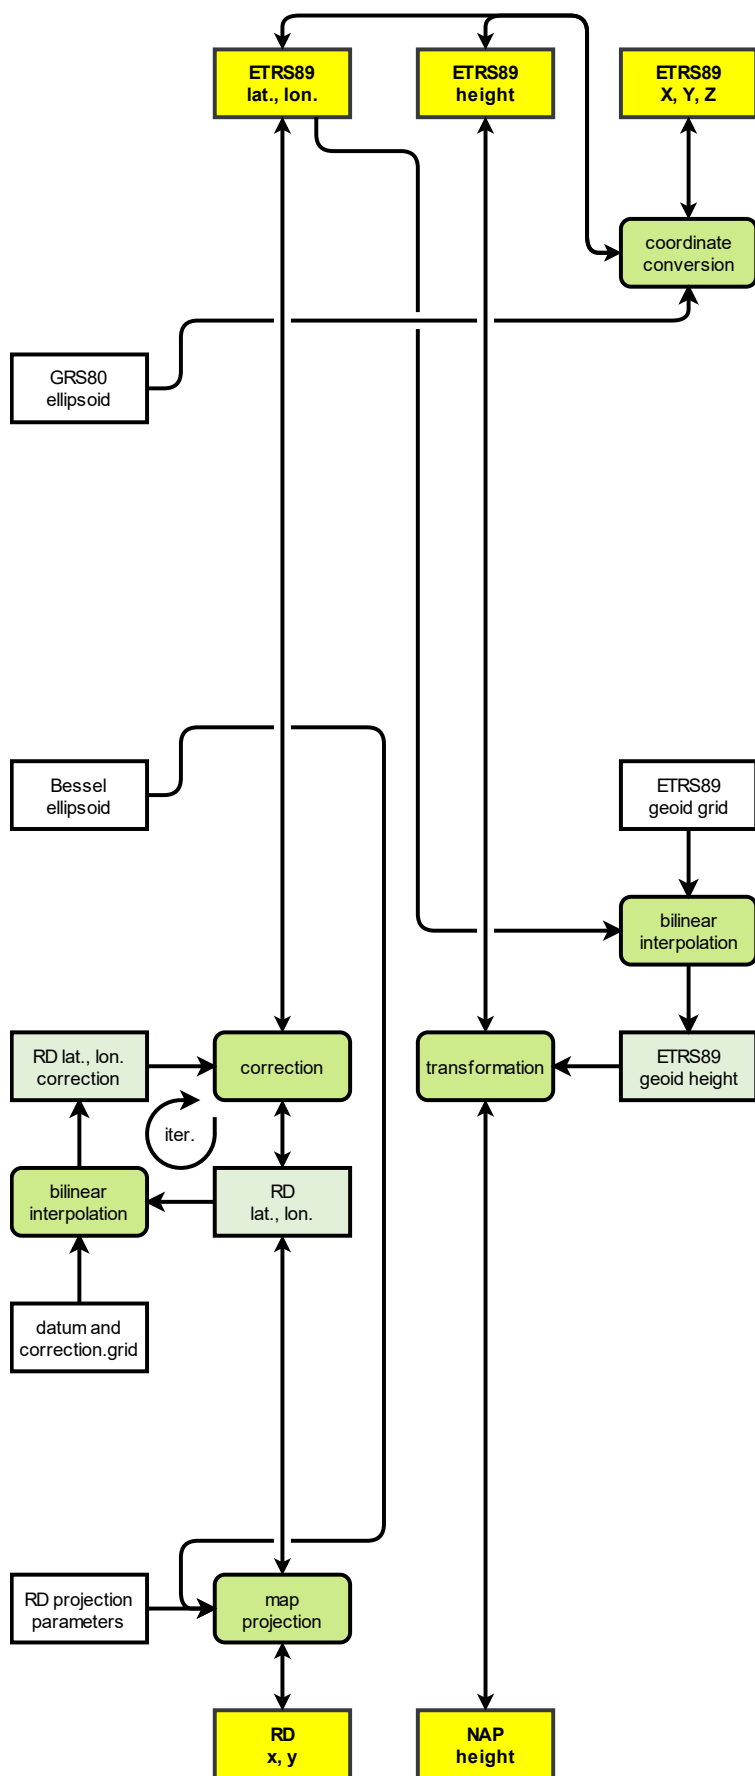 ETRS89
lat., lon.
ETRS89
height
ETRS89
X, Y, Z
coordinate
conversion
GRS80
ellipsoid
Bessel
ellipsoid
ETRS89
geoid grid
bilinear
interpolation
RD lat., lon.
correction
correction
transformation
ETRS89
geoid height
iter.
bilinear
interpolation
RD
lat., lon.
datum and
correction.grid
RD projection
parameters
map
projection
RD
x, y
NAP
height